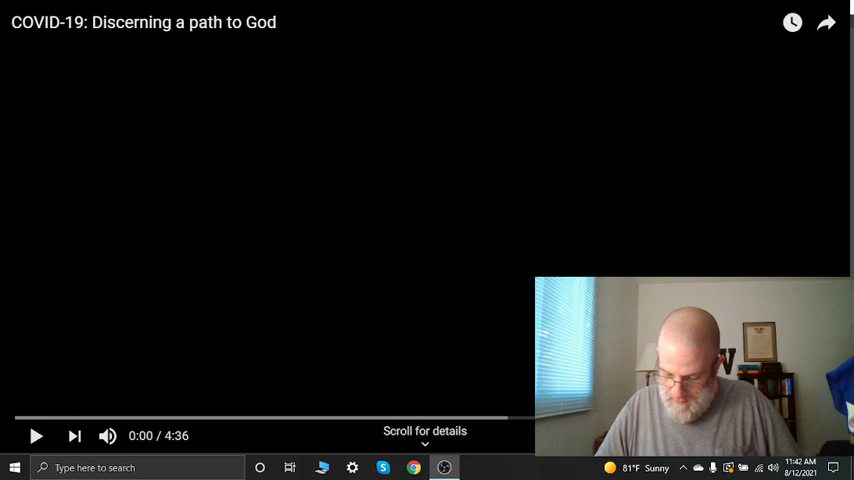 COVID-19: Discerning a path to God
0:00 / 4:36
Scroll for details
W
Type here to search
81°F Sunny
11:42 AM
8/12/2021